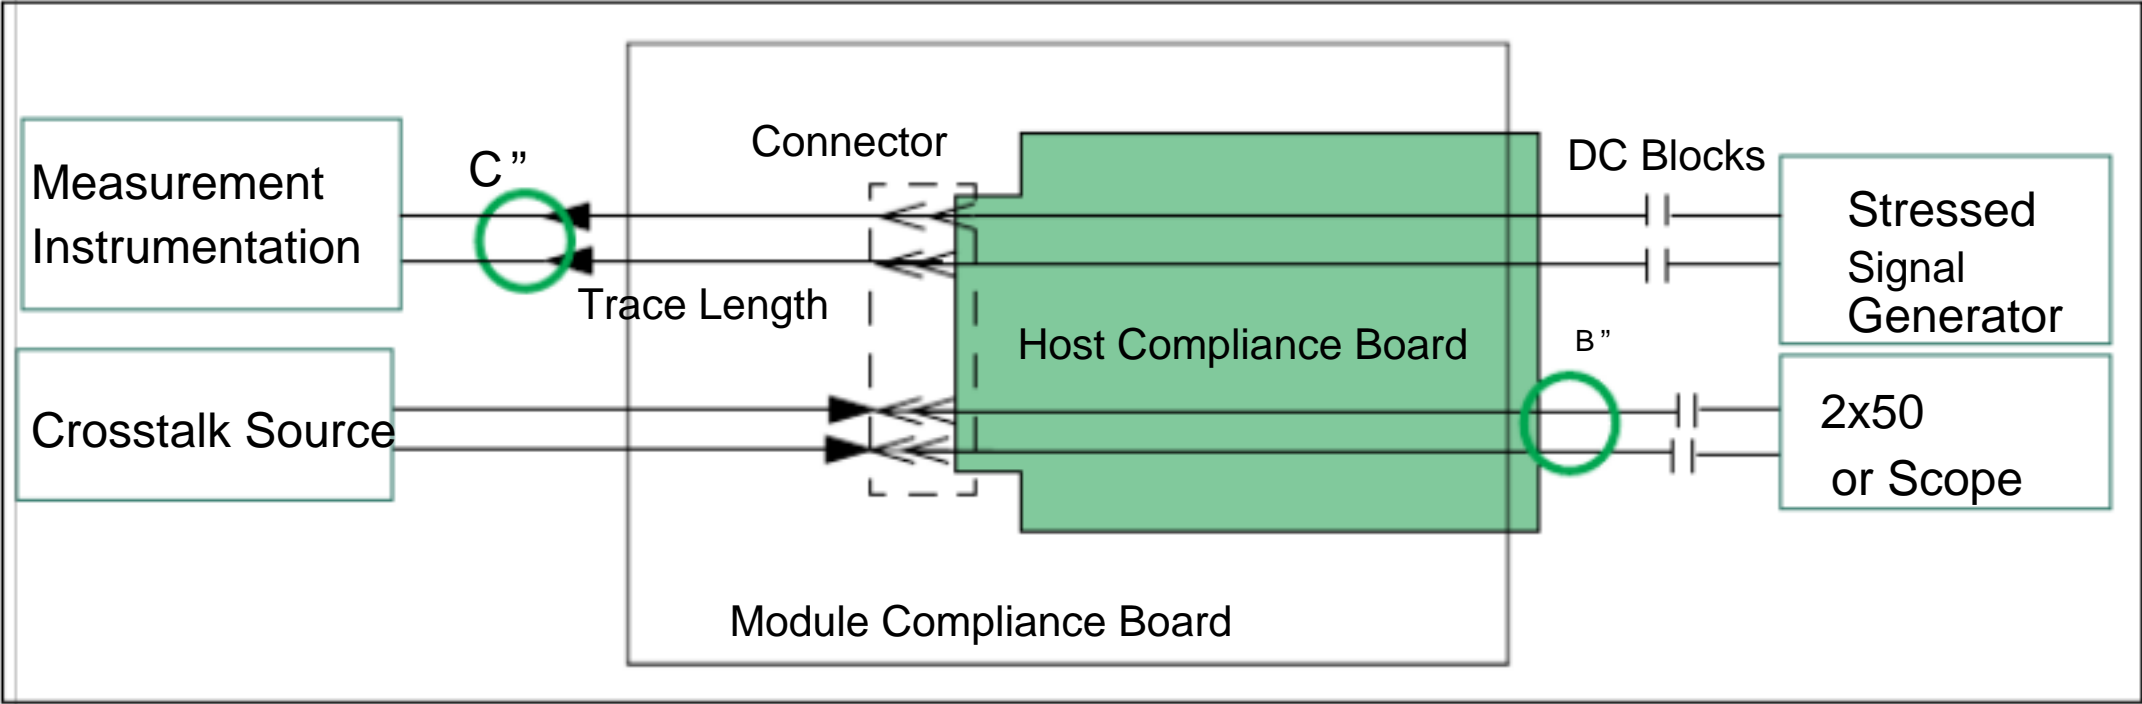 Measurement
Instrumentation
C”
Connector
DC Blocks
Stressed
Signal
Generator
Trace Length
Host Compliance Board
B”
Crosstalk Source
2x50
or Scope
Module Compliance Board